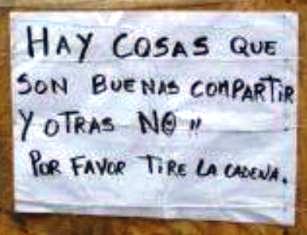 HAY COSAS QUE
SON BUENAS COMPARTIR
Y OTRAS NO "
POR FAVOR TIRE LA CADENA.